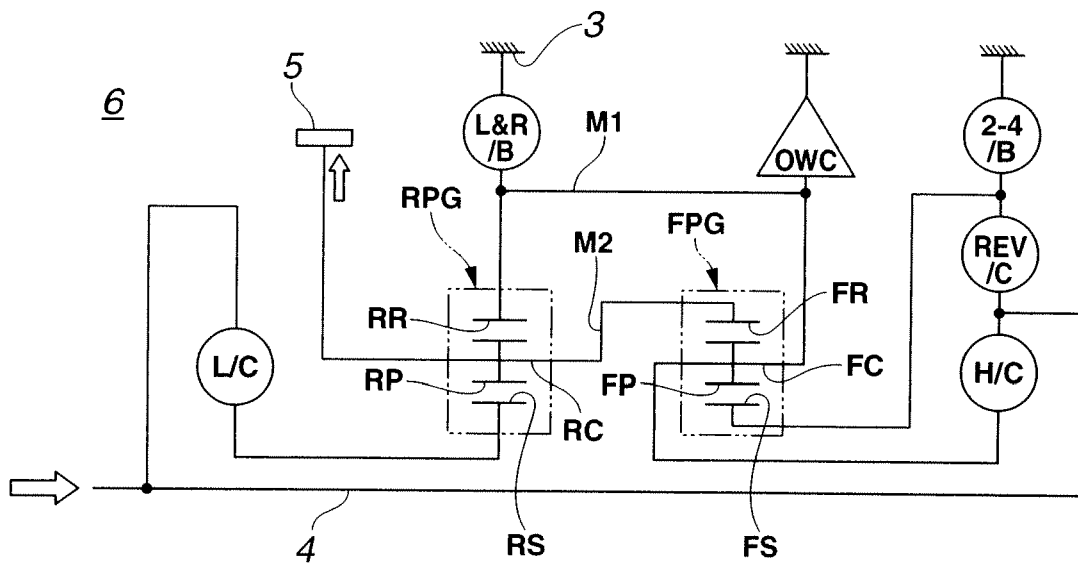 3
5
6
L&R
/B
M1
OWC
2-4
/B
RPG
FPG
M2
REV
/C
RR
FR
L/C
RP
FP
FC
H/C
RC
4
RS
FS